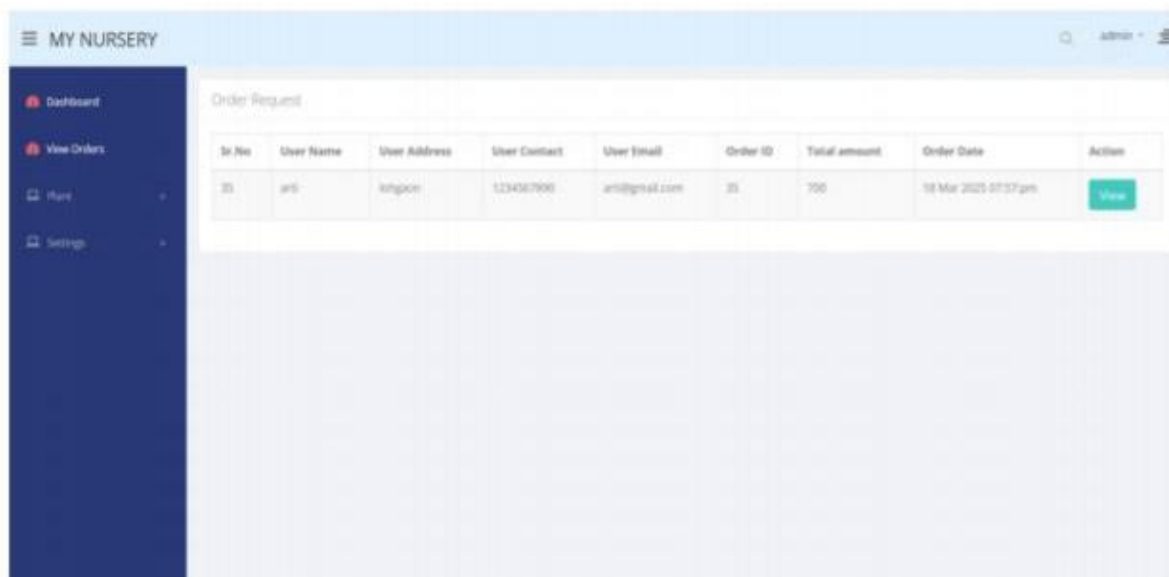 MY NURSERY
admin
Dashboard
View Orders
Plant
Settings
Order Request
Sr.No User Name User Address User Contact User Email Order ID Total amount Order Date Action
35 arti 1234567890 arti@gmail.com 35 700 18 Mar 2025 07:57:pm View